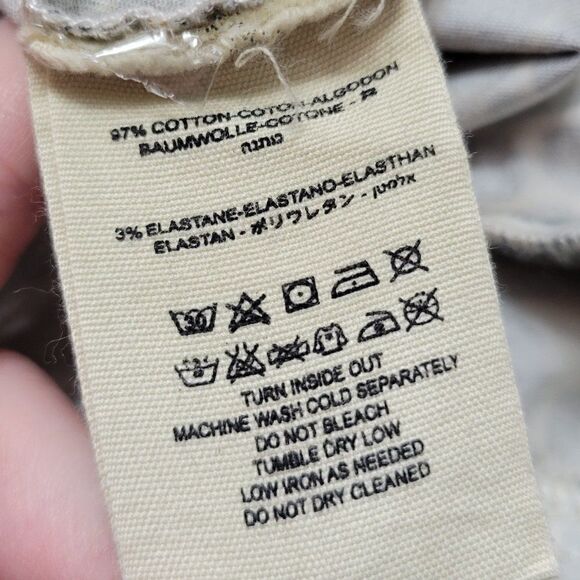 97% COTTON-COTON-ALGODON
BAUMWOLLE-COTONE - 綿
כותנה
3% ELASTANE-ELASTANO-ELASTHAN
ELASTAN - ポリウレタン - אלסטן
30
TURN INSIDE OUT
MACHINE WASH COLD SEPARATELY
DO NOT BLEACH
TUMBLE DRY LOW
LOW IRON AS NEEDED
DO NOT DRY CLEANED